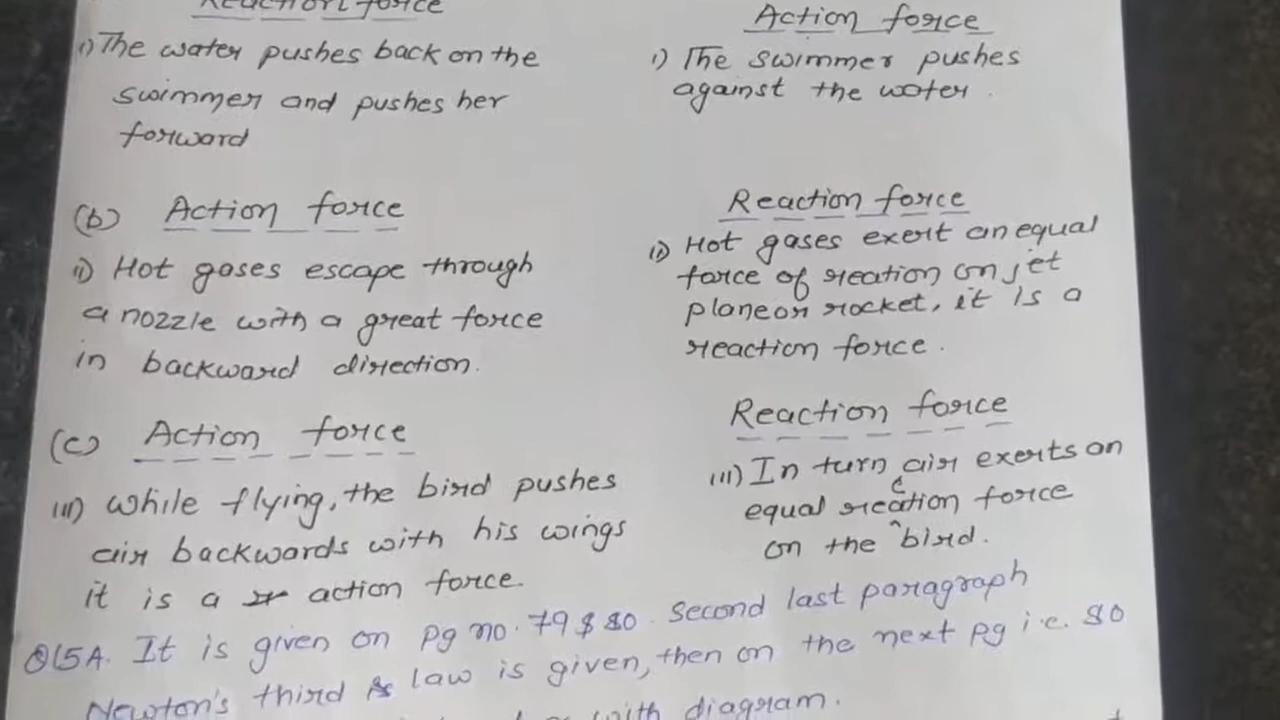 Reaction force
i) The water pushes back on the
swimmer and pushes her
forward
Action force
i) The swimmer pushes
against the water.
(b) Action force
ii) Hot gases escape through
a nozzle with a great force
in backward direction.
Reaction force
ii) Hot gases exert an equal
force of reation on jet
plane or rocket, it is a
reaction force.
(c) Action force
iii) While flying, the bird pushes
air backwards with his wings
it is a action force.
Reaction force
iii) In turn air exerts an
equal reaction force
on the bird.
Q15A. It is given on pg no. 79 & 80. Second last paragraph
Newton's third law is given, then on the next pg i.e. 80
with diagram.